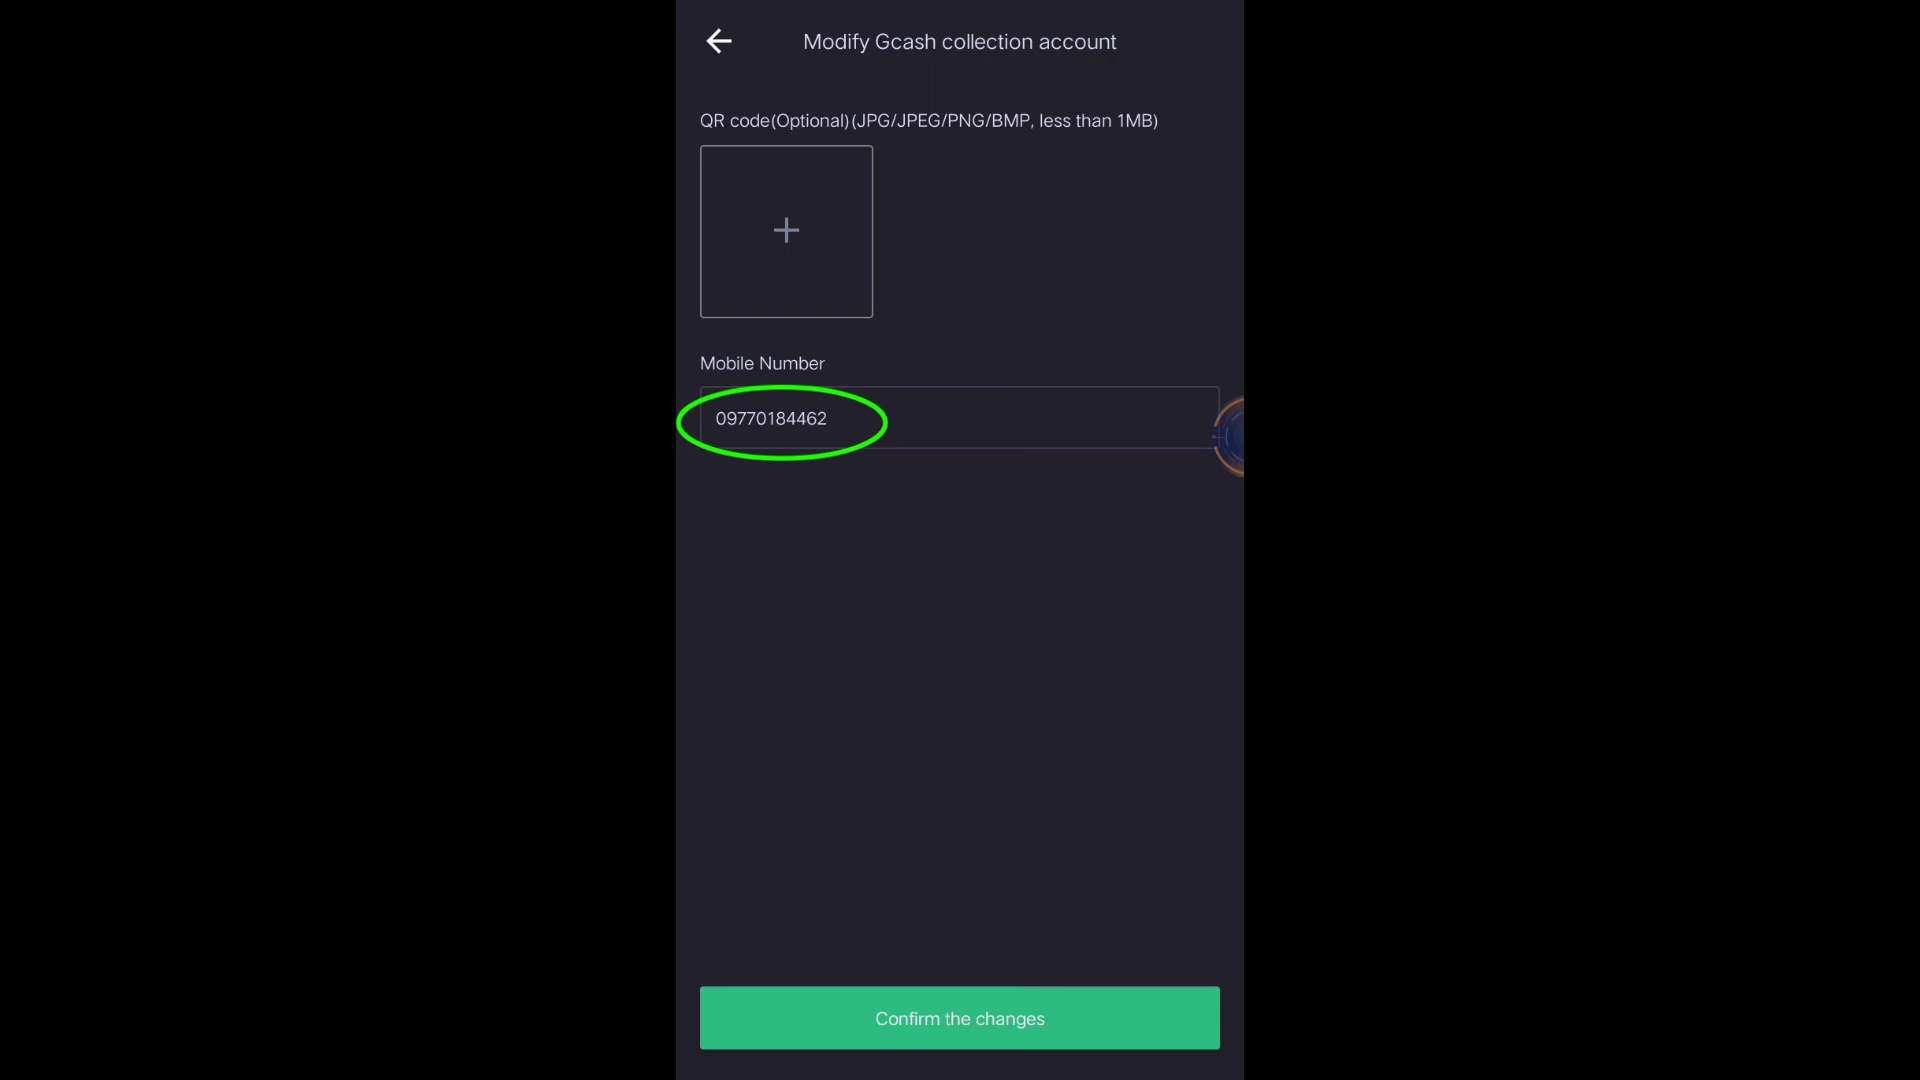 Modify Gcash collection account
QR code(Optional)(JPG/JPEG/PNG/BMP, less than 1MB)
Mobile Number
09770184462
Confirm the changes